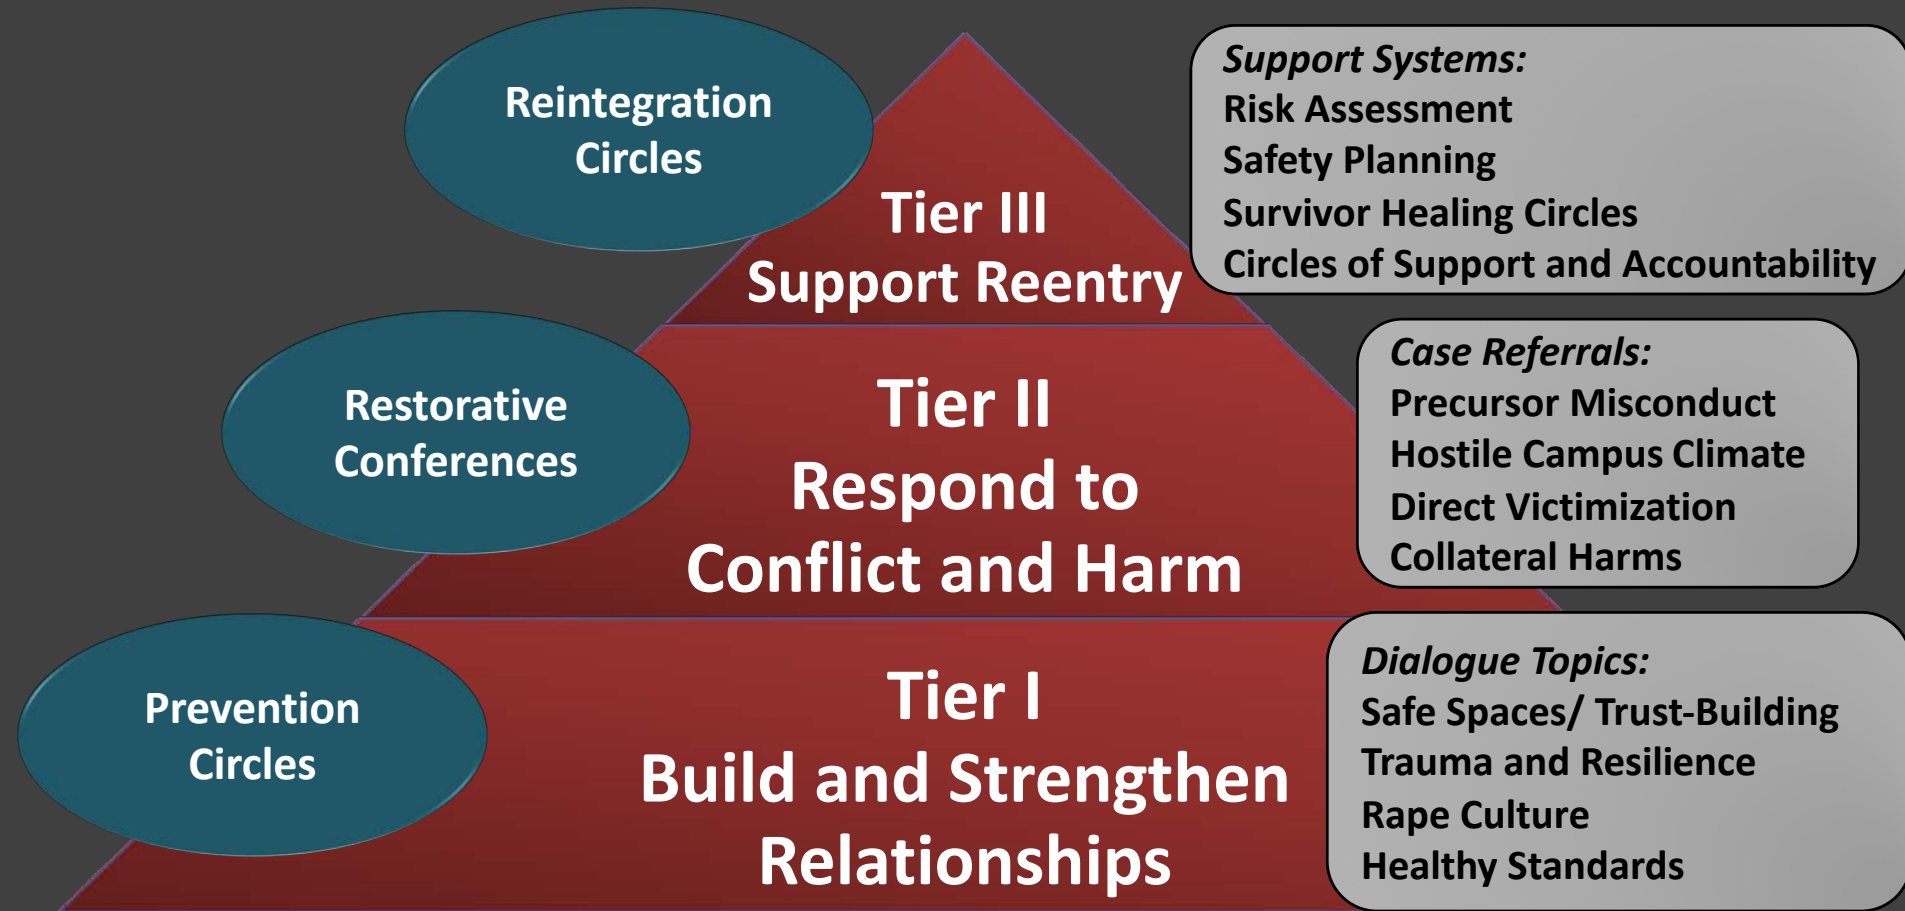 Reintegration
Circles
Tier III
Support Reentry
Support Systems:
Risk Assessment
Safety Planning
Survivor Healing Circles
Circles of Support and Accountability
Restorative
Conferences
Tier II
Respond to
Conflict and Harm
Case Referrals:
Precursor Misconduct
Hostile Campus Climate
Direct Victimization
Collateral Harms
Prevention
Circles
Tier I
Build and Strengthen
Relationships
Dialogue Topics:
Safe Spaces/ Trust-Building
Trauma and Resilience
Rape Culture
Healthy Standards